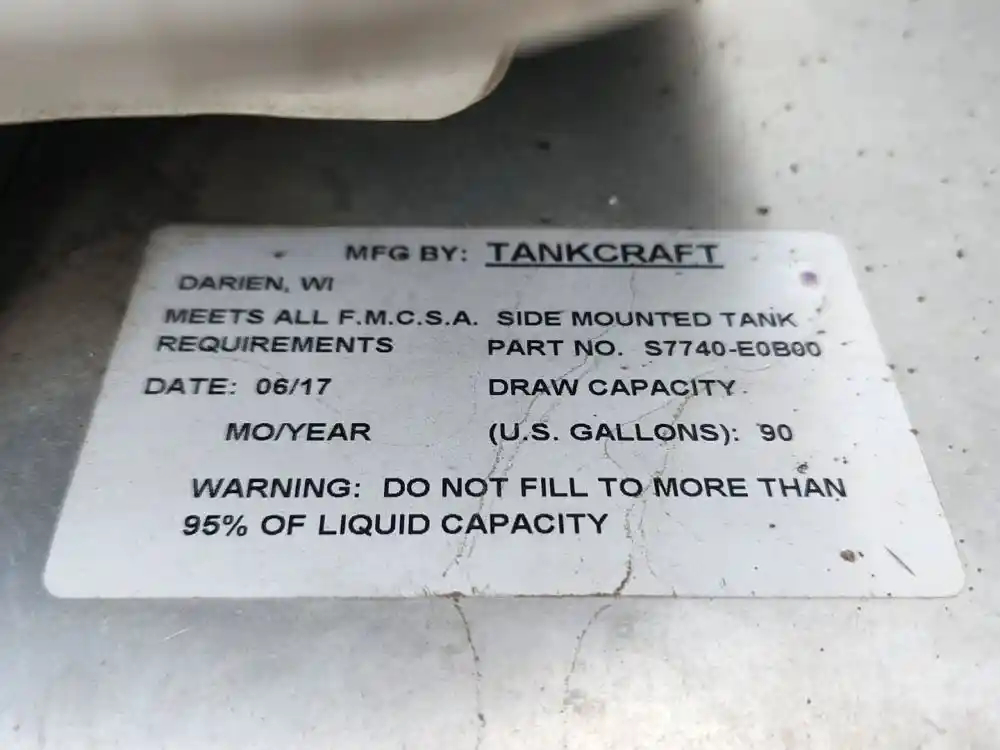 MFG BY: TANKCRAFT
DARIEN, WI
MEETS ALL F.M.C.S.A. SIDE MOUNTED TANK
REQUIREMENTS PART NO. S7740-E0B00
DATE: 06/17 DRAW CAPACITY
MO/YEAR (U.S. GALLONS): 90
WARNING: DO NOT FILL TO MORE THAN
95% OF LIQUID CAPACITY